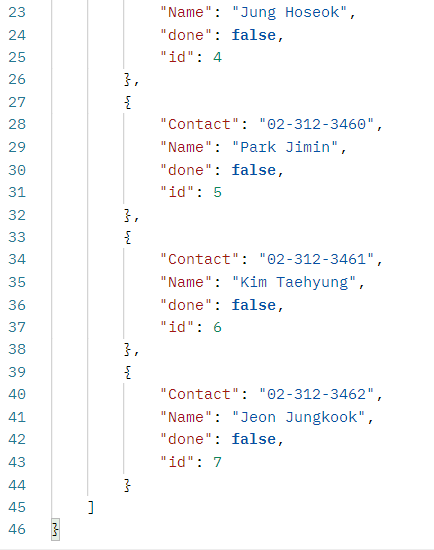 23 "Name": "Jung Hoseok",
24 "done": false,
25 "id": 4
26 },
27 {
28 "Contact": "02-312-3460",
29 "Name": "Park Jimin",
30 "done": false,
31 "id": 5
32 },
33 {
34 "Contact": "02-312-3461",
35 "Name": "Kim Taehyung",
36 "done": false,
37 "id": 6
38 },
39 {
40 "Contact": "02-312-3462",
41 "Name": "Jeon Jungkook",
42 "done": false,
43 "id": 7
44 }
45 ]
46 }